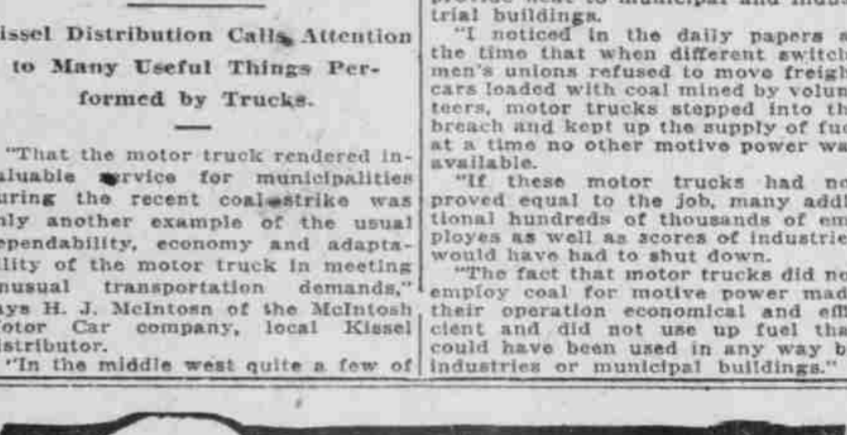 issel Distribution Calls Attention
to Many Useful Things Per-
formed by Trucks.
"That the motor truck rendered in-
aluable service for municipalities
uring the recent coal strike was
nly another example of the usual
ependability, economy and adapta-
ility of the motor truck in meeting
nusual transportation demands,"
ays H. J. McIntosh of the McIntosh
otor Car company, local Kissel
istributor.
"In the middle west quite a few of
trial buildings.
"I noticed in the daily papers a
the time that when different switch
men's unions refused to move freigh
cars loaded with coal mined by volun
teers, motor trucks stepped into th
breach and kept up the supply of fue
at a time no other motive power wa
available.
"If these motor trucks had no
proved equal to the job, many addi
tional hundreds of thousands of em
ployes as well as scores of industrie
would have had to shut down.
"The fact that motor trucks did no
employ coal for motive power mad
their operation economical and effi
cient and did not use up fuel tha
could have been used in any way b
industries or municipal buildings."